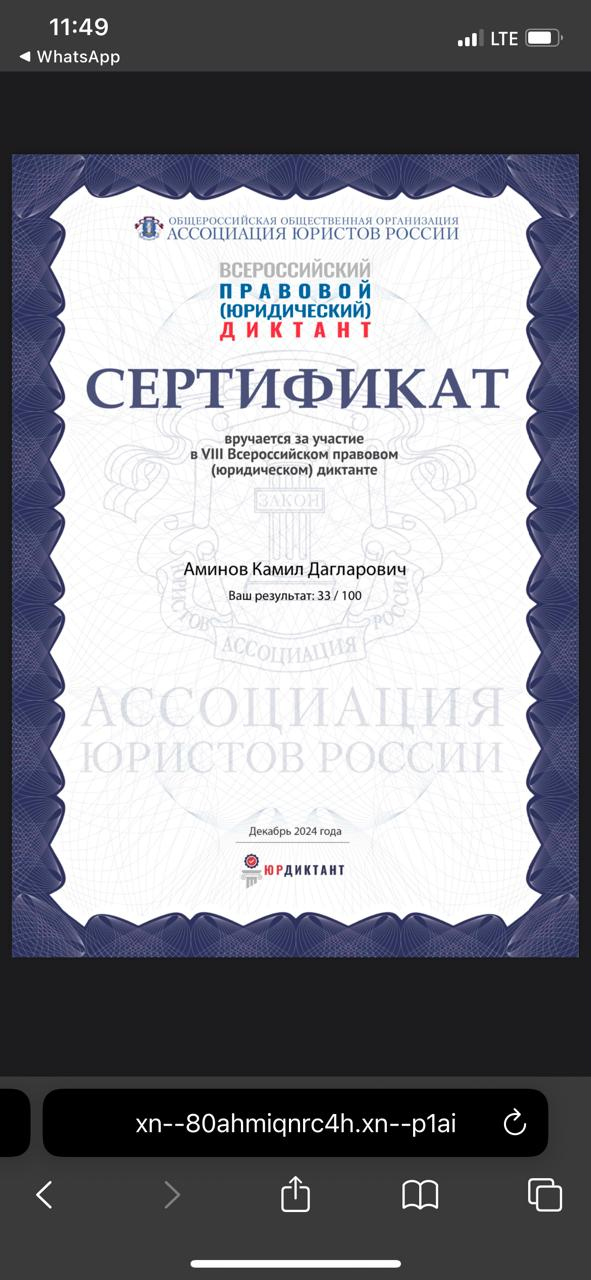 11:49
LTE
◀ WhatsApp
ОБЩЕРОССИЙСКАЯ ОБЩЕСТВЕННАЯ ОРГАНИЗАЦИЯ
АССОЦИАЦИЯ ЮРИСТОВ РОССИИ
ВСЕРОССИЙСКИЙ
ПРАВОВОЙ
(ЮРИДИЧЕСКИЙ)
ДИКТАНТ
СЕРТИФИКАТ
вручается за участие
в VIII Всероссийском правовом
(юридическом) диктанте
ЗАКОН
Аминов Камил Дагларович
Ваш результат: 33 / 100
АССОЦИАЦИЯ
ЮРИСТОВ
РОССИИ
АССОЦИАЦИЯ
ЮРИСТОВ РОССИИ
Декабрь 2024 года
ЮРДИКТАНТ
xn--80ahmiqnrc4h.xn--p1ai